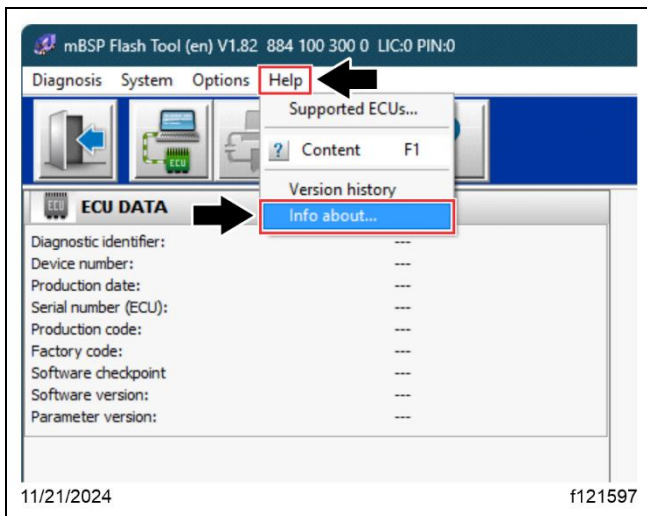 mBSP Flash Tool (en) V1.82 884 100 300 0 LIC:0 PIN:0
Diagnosis System Options Help
Supported ECUs...
? Content F1
Version history
Info about...
ECU
ECU
ECU DATA
Diagnostic identifier: ---
Device number: ---
Production date: ---
Serial number (ECU): ---
Production code: ---
Factory code: ---
Software checkpoint ---
Software version: ---
Parameter version: ---
11/21/2024 f121597